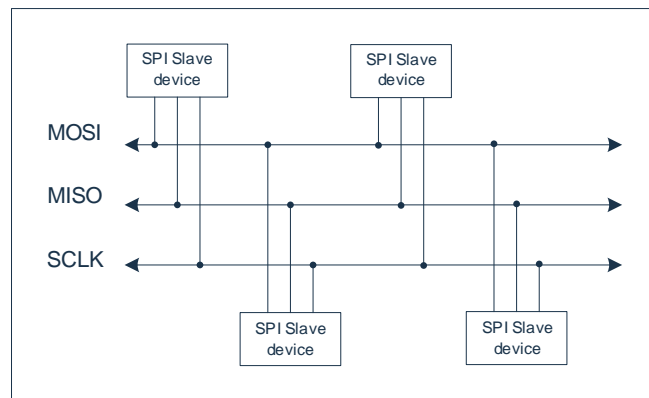 SPI Slave
device
SPI Slave
device
MOSI
MISO
SCLK
SPI Slave
device
SPI Slave
device